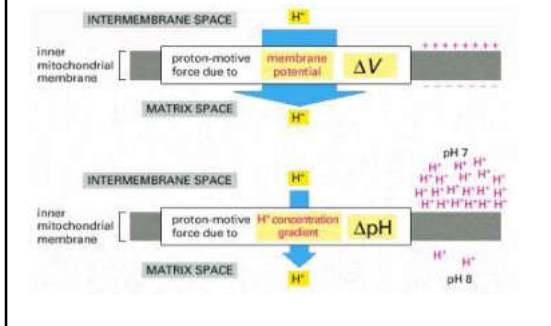 INTERMEMBRANE SPACE
H⁺
inner
mitochondrial
membrane
proton-motive
force due to
membrane
potential
ΔV
+ + + + + + + +
– – – – – – – –
MATRIX SPACE
H⁺
pH 7
INTERMEMBRANE SPACE
H⁺
H⁺ H⁺ H⁺
H⁺ H⁺ H⁺ H⁺
H⁺ H⁺ H⁺ H⁺ H⁺
H⁺ H⁺ H⁺ H⁺ H⁺
inner
mitochondrial
membrane
proton-motive
force due to
H⁺ concentration
gradient
ΔpH
MATRIX SPACE
H⁺
H⁺ H⁺
pH 8